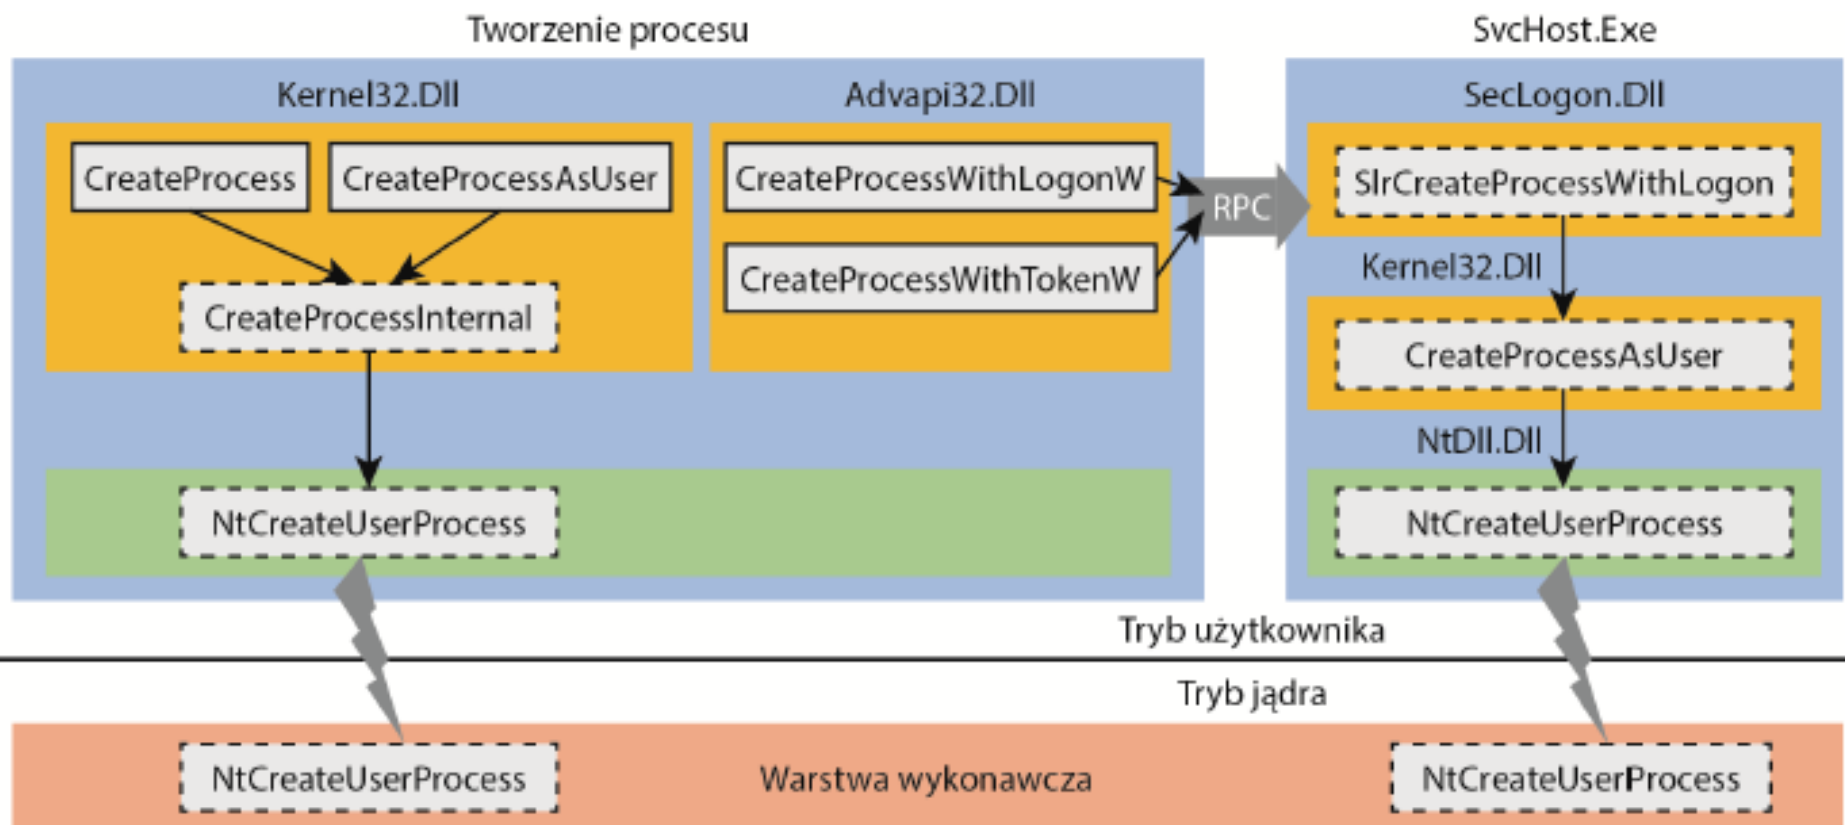 Tworzenie procesu
SvcHost.Exe
Kernel32.Dll
Advapi32.Dll
SecLogon.Dll
CreateProcess
CreateProcessAsUser
CreateProcessWithLogonW
RPC
SlrCreateProcessWithLogon
CreateProcessWithTokenW
Kernel32.Dll
CreateProcessInternal
CreateProcessAsUser
NtDll.Dll
NtCreateUserProcess
NtCreateUserProcess
Tryb użytkownika
Tryb jądra
NtCreateUserProcess
Warstwa wykonawcza
NtCreateUserProcess